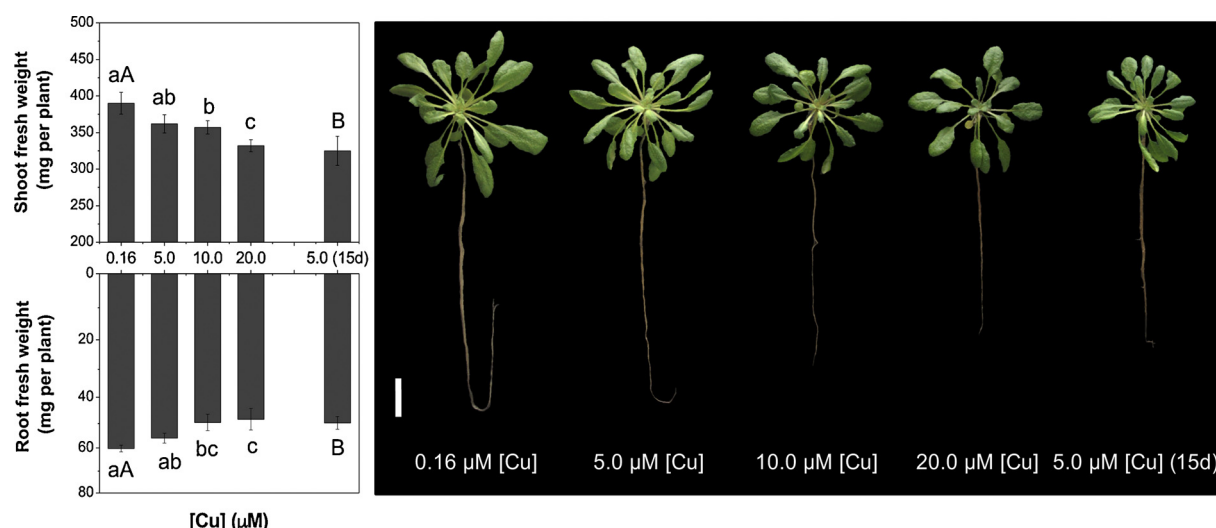 Shoot fresh weight
(mg per plant)
500
450
400
350
300
250
200
aA
ab
b
c
B
0.16
5.0
10.0
20.0
5.0 (15d)
Root fresh weight
(mg per plant)
0
20
40
60
80
aA
ab
bc
c
B
[Cu] (μM)
0.16 μM [Cu]
5.0 μM [Cu]
10.0 μM [Cu]
20.0 μM [Cu]
5.0 μM [Cu] (15d)